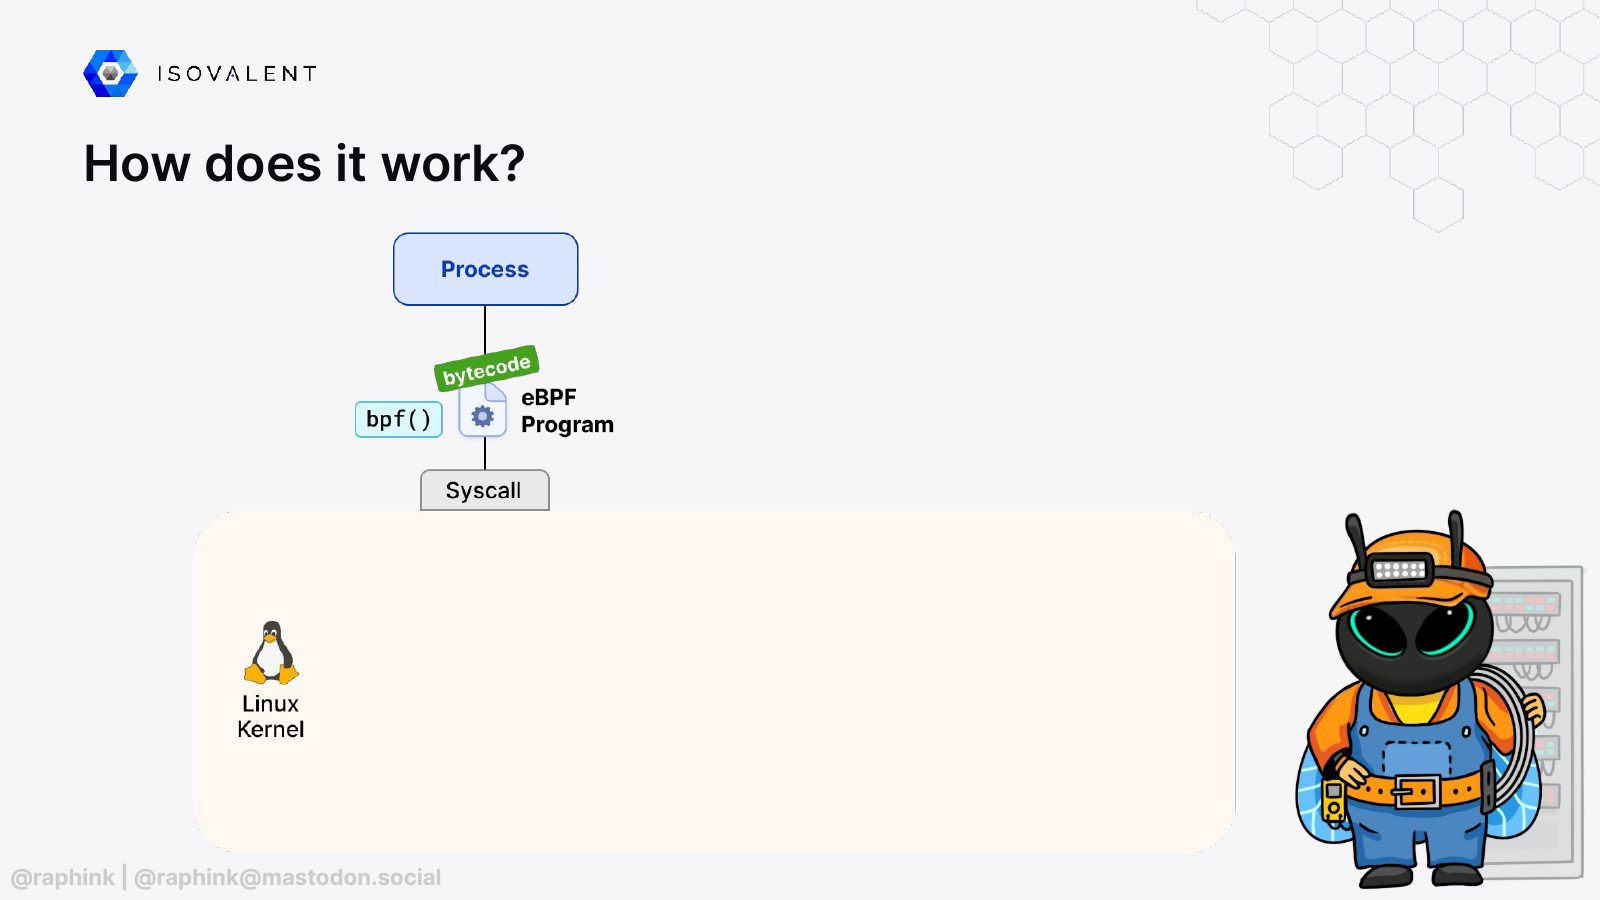 ISOVALENT
How does it work?
Process
bytecode
eBPF
Program
bpf()
Syscall
Linux
Kernel
@raphink | @raphink@mastodon.social